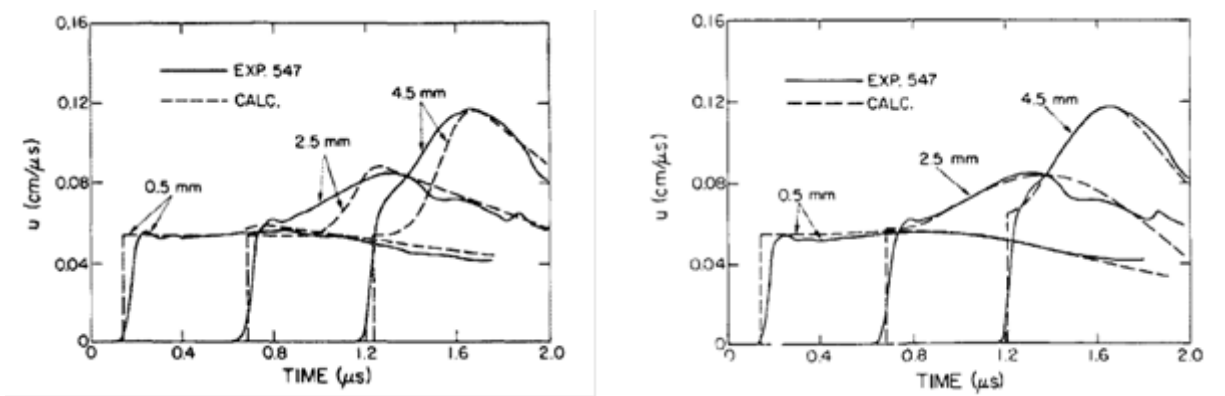 0.16
EXP. 547
CALC.
4.5 mm
0.12
2.5 mm
u (cm/μs)
0.08
0.5 mm
0.04
0
0 0.4 0.8 1.2 1.6 2.0
TIME (μs)
0.16
EXP. 547
CALC.
4.5 mm
0.12
2.5 mm
u (cm/μs)
0.08
0.5 mm
0.04
0
0 0.4 0.8 1.2 1.6 2.0
TIME (μs)